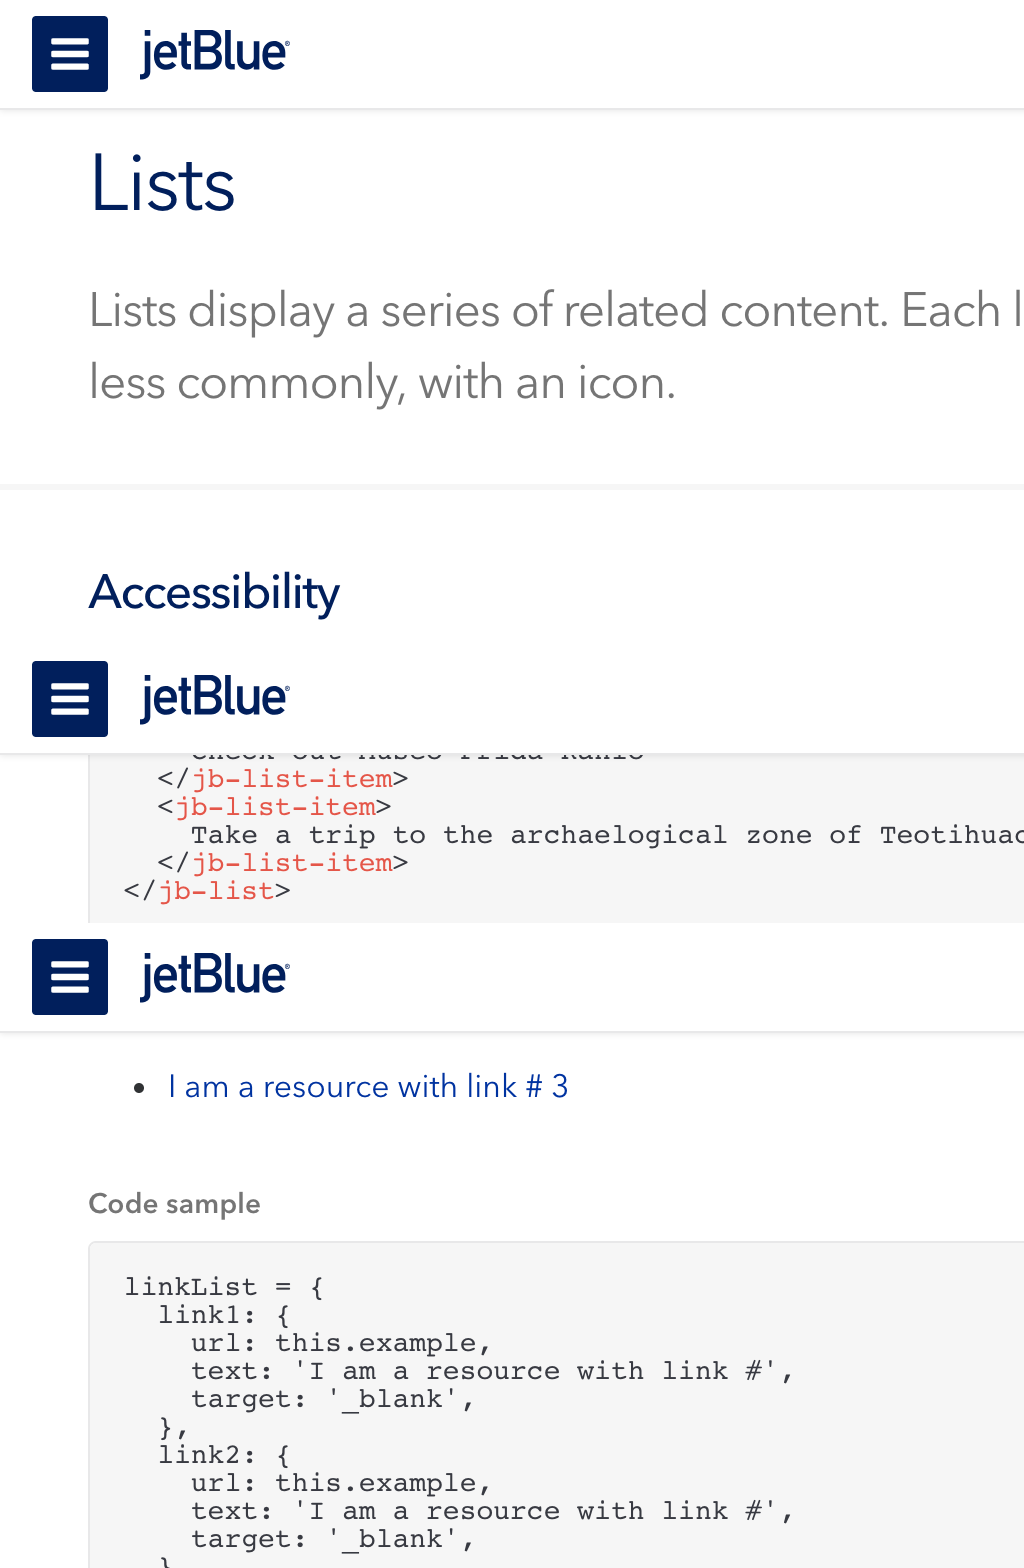 jetBlue
Lists
Lists display a series of related content. Each l
less commonly, with an icon.
Accessibility
jetBlue
</jb-list-item>
<jb-list-item>
Take a trip to the archaelogical zone of Teotihuac
</jb-list-item>
</jb-list>
jetBlue
• I am a resource with link # 3
Code sample
linkList = {
link1: {
url: this.example,
text: 'I am a resource with link #',
target: '_blank',
},
link2: {
url: this.example,
text: 'I am a resource with link #',
target: '_blank',
}